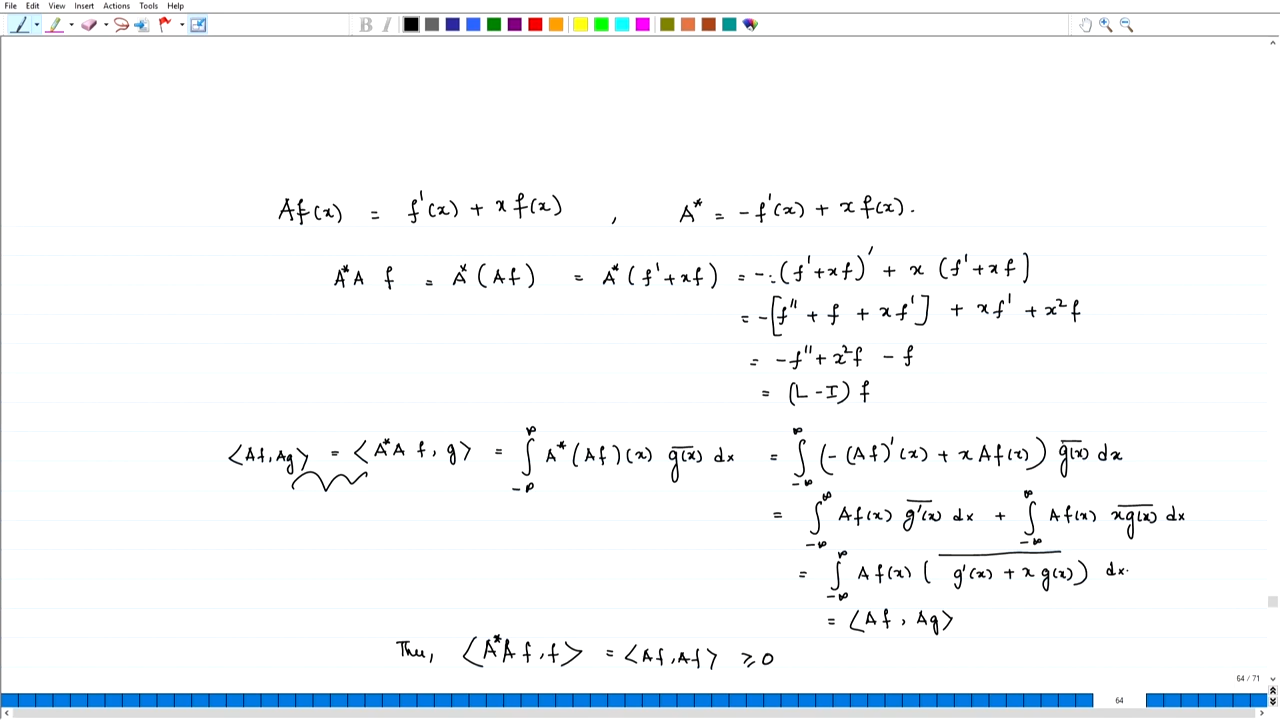 File Edit View Insert Actions Tools Help
B I
Af(x) = f'(x) + x f(x) , A* = -f'(x) + x f(x).
A*A f = A*(Af) = A*(f'+xf) = -:(f'+xf)' + x (f'+xf)
= -[f'' + f + xf'] + xf' + x²f
= -f'' + x²f - f
= (L-I) f
⟨Af, Ag⟩ = ⟨A*A f, g⟩ = ∫_{-∞}^{∞} A*(Af)(x) \overline{g(x)} dx = ∫_{-∞}^{∞} (-(Af)'(x) + x Af(x)) \overline{g(x)} dx
= ∫_{-∞}^{∞} Af(x) \overline{g'(x)} dx + ∫_{-∞}^{∞} Af(x) \overline{xg(x)} dx
= ∫_{-∞}^{∞} Af(x) ( \overline{g'(x) + x g(x)} ) dx.
= ⟨Af, Ag⟩
Thus, ⟨A*A f, f⟩ = ⟨Af, Af⟩ ≥ 0
64 / 71
64